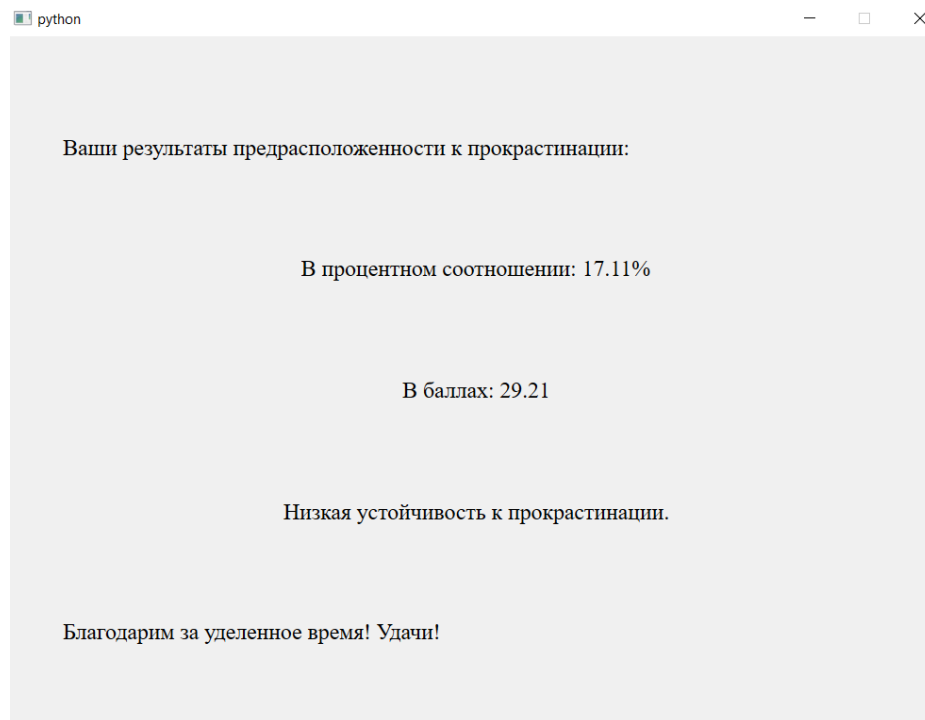 python
Ваши результаты предрасположенности к прокрастинации:
В процентном соотношении: 17.11%
В баллах: 29.21
Низкая устойчивость к прокрастинации.
Благодарим за уделенное время! Удачи!